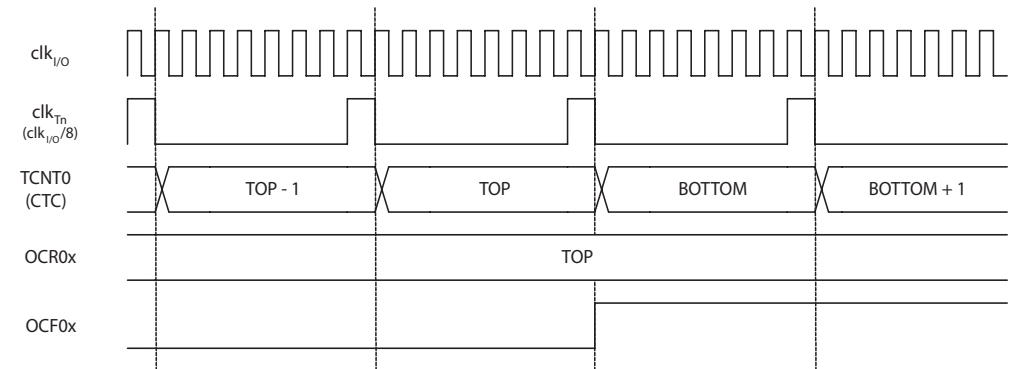 clkI/O
clkTn
(clkI/O/8)
TCNT0
(CTC)
TOP - 1
TOP
BOTTOM
BOTTOM + 1
OCR0x
TOP
OCF0x